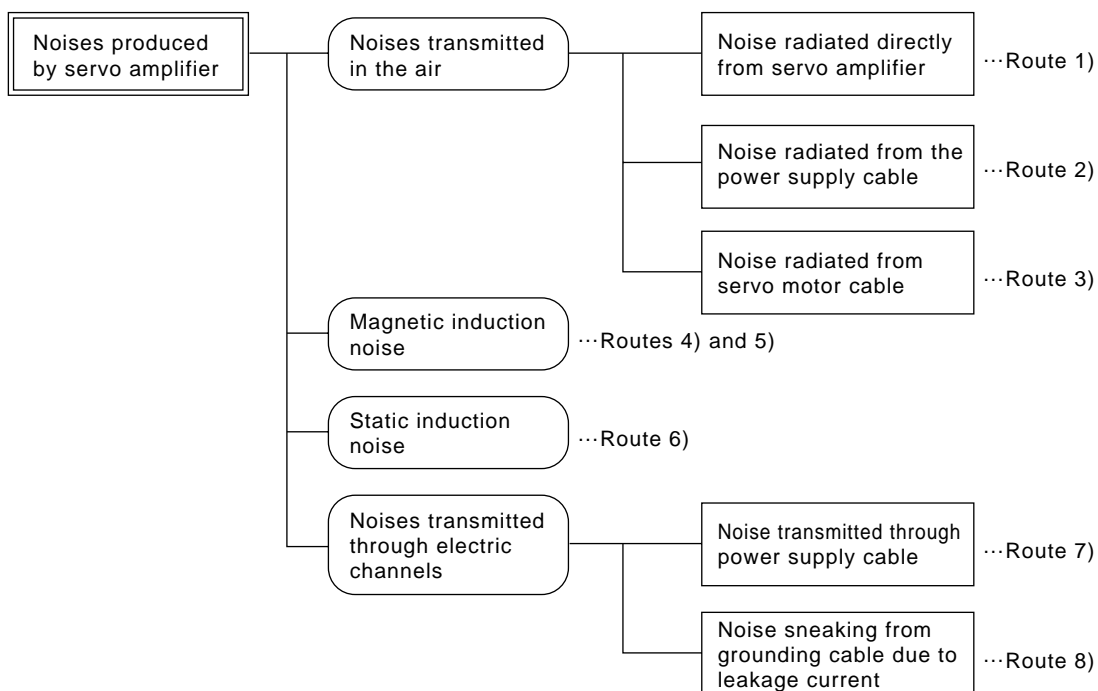 Noises produced
by servo amplifier
Noises transmitted
in the air
Noise radiated directly
from servo amplifier
···Route 1)
Noise radiated from the
power supply cable
···Route 2)
Noise radiated from
servo motor cable
···Route 3)
Magnetic induction
noise
···Routes 4) and 5)
Static induction
noise
···Route 6)
Noises transmitted
through electric
channels
Noise transmitted through
power supply cable
···Route 7)
Noise sneaking from
grounding cable due to
leakage current
···Route 8)